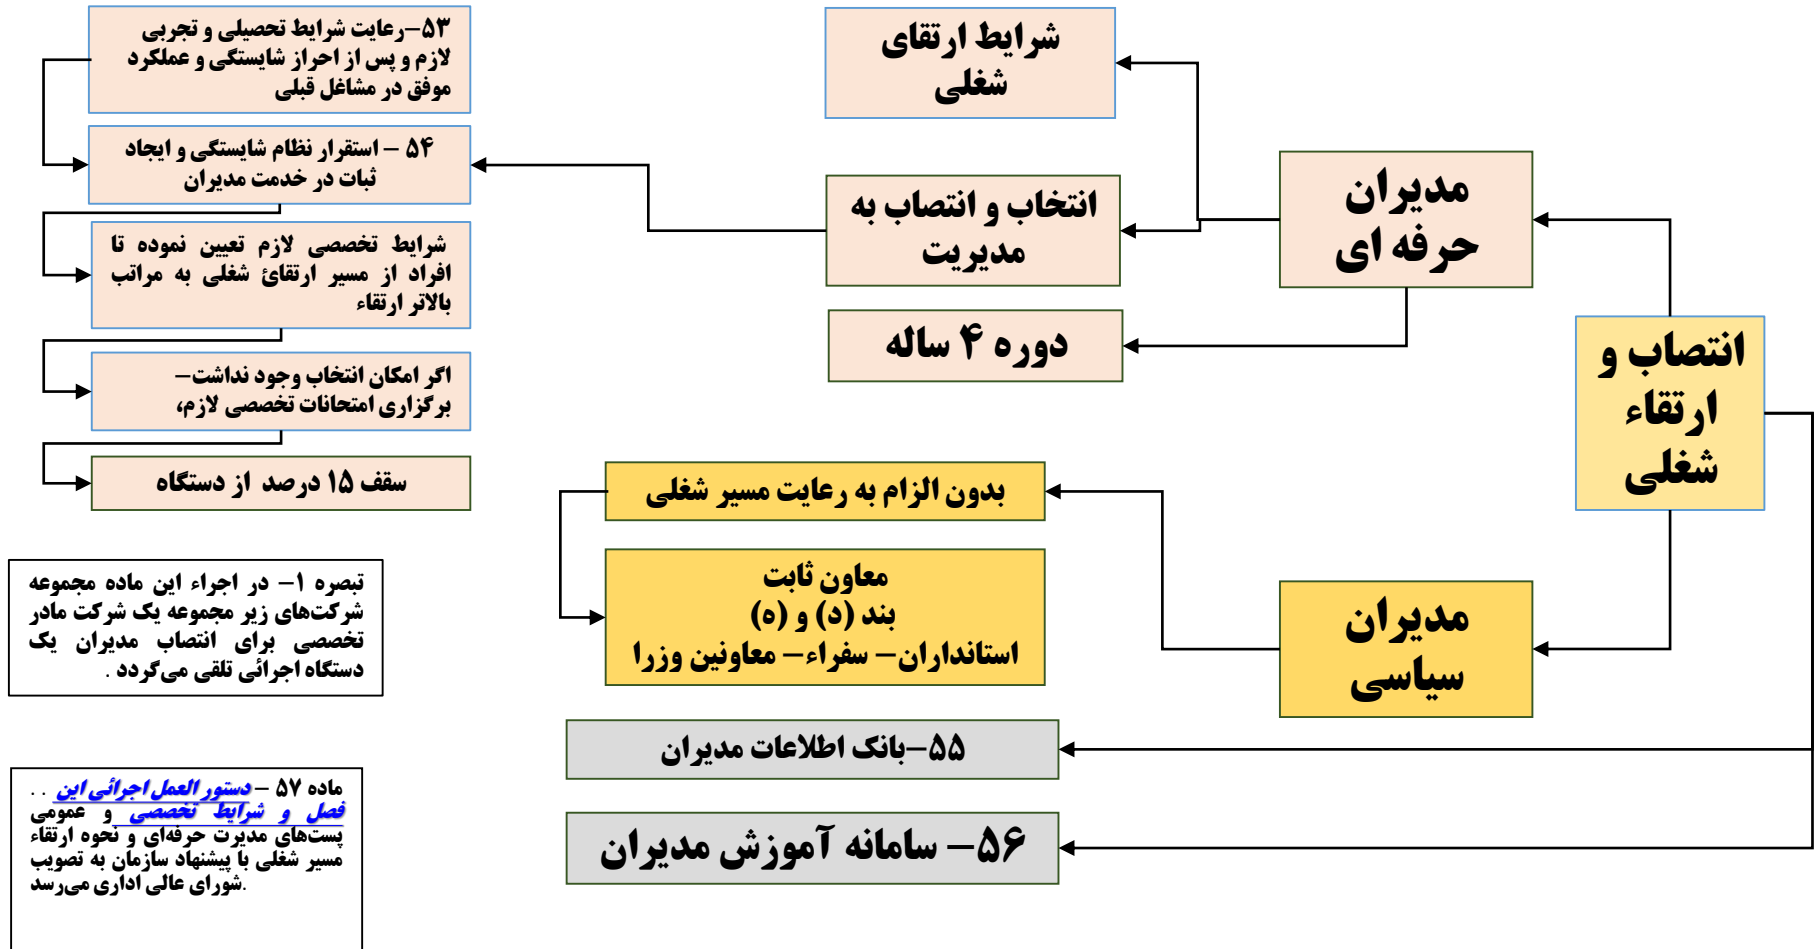 انتصاب و
ارتقاء
شغلی
مدیران
حرفه ای
شرایط ارتقای
شغلی
انتخاب و انتصاب به
مدیریت
دوره ۴ ساله
۵۳-رعایت شرایط تحصیلی و تجربی
لازم و پس از احراز شایستگی و عملکرد
موفق در مشاغل قبلی
۵۴ - استقرار نظام شایستگی و ایجاد
ثبات در خدمت مدیران
شرایط تخصصی لازم تعیین نموده تا
افراد از مسیر ارتقائ شغلی به مراتب
بالاتر ارتقاء
اگر امکان انتخاب وجود نداشت-
برگزاری امتحانات تخصصی لازم،
سقف ۱۵ درصد از دستگاه
مدیران
سیاسی
بدون الزام به رعایت مسیر شغلی
معاون ثابت
بند (د) و (ه)
استانداران- سفراء- معاونین وزرا
۵۵-بانک اطلاعات مدیران
۵۶- سامانه آموزش مدیران
تبصره ۱- در اجراء این ماده مجموعه
شرکت‌های زیر مجموعه یک شرکت مادر
تخصصی برای انتصاب مدیران یک
دستگاه اجرائی تلقی می‌گردد .
ماده ۵۷ - دستور العمل اجرائی این . .
فصل و شرایط تخصصی و عمومی
پست‌های مدیرت حرفه‌ای و نحوه ارتقاء
مسیر شغلی با پیشنهاد سازمان به تصویب
شورای عالی اداری می‌رسد.